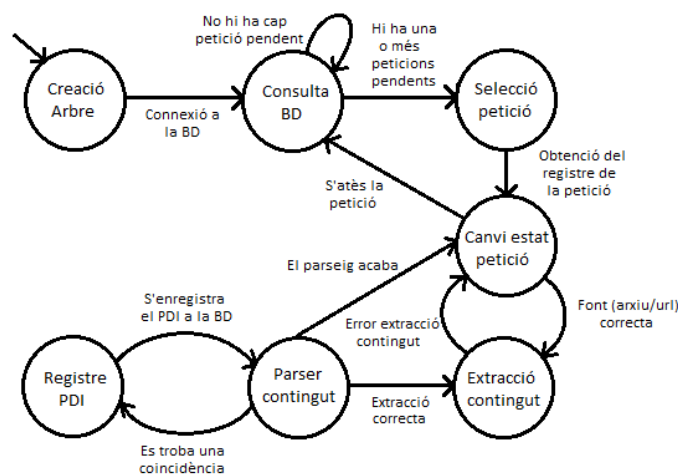 No hi ha cap
petició pendent
Hi ha una
o més
peticions
pendents
Creació
Arbre
Connexió a
la BD
Consulta
BD
Selecció
petició
Obtenció del
registre de
la petició
S'atès la
petició
Canvi estat
petició
El parseig acaba
S'enregistra
el PDI a la BD
Error extracció
contingut
Font (arxiu/url)
correcta
Registre
PDI
Parser
contingut
Extracció
correcta
Extracció
contingut
Es troba una
coincidència